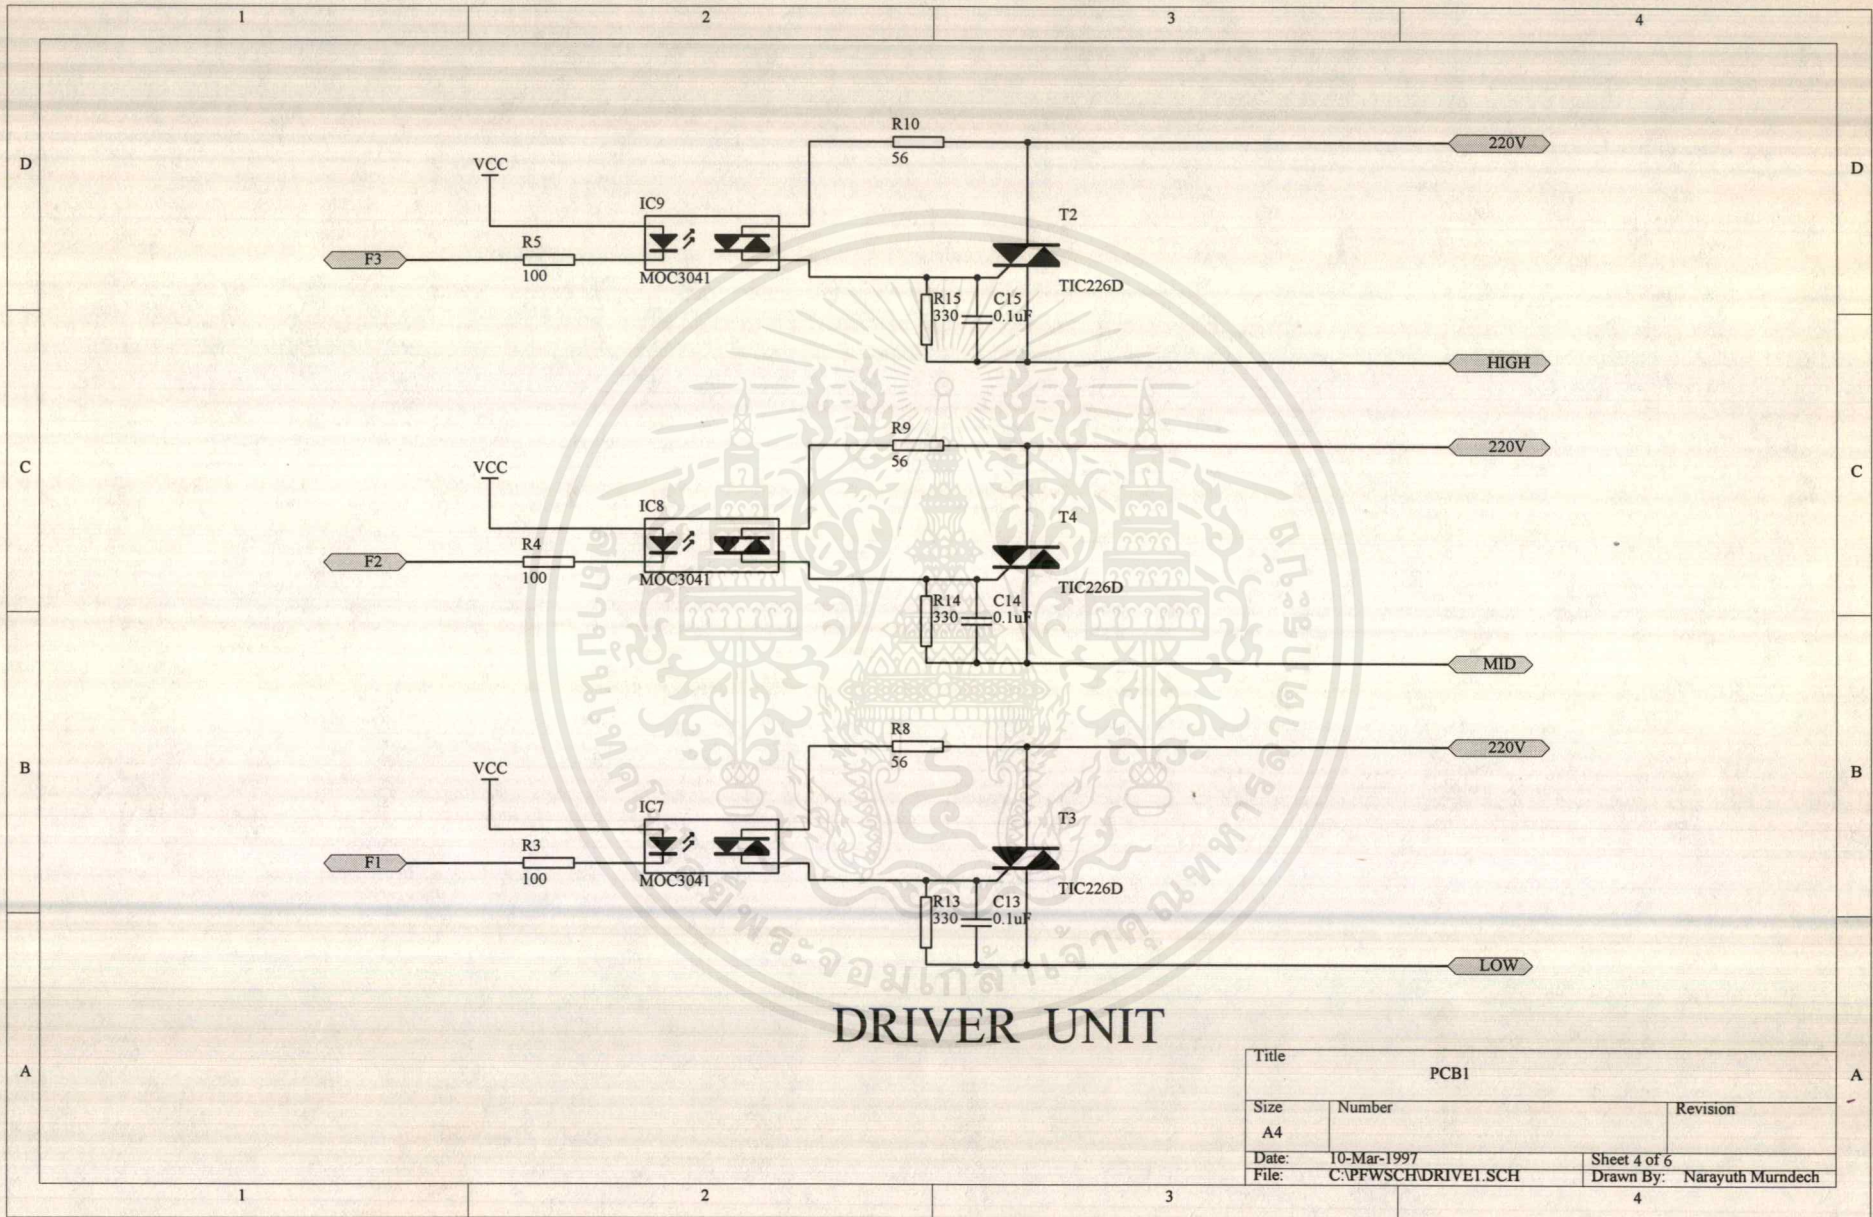 1 2 3 4
D D
R10
56
220V
VCC
IC9
T2
F3
R5
100
MOC3041
TIC226D
R15
330
C15
0.1uF
HIGH
C C
R9
56
220V
VCC
IC8
T4
F2
R4
100
MOC3041
TIC226D
R14
330
C14
0.1uF
MID
B B
R8
56
220V
VCC
IC7
T3
F1
R3
100
MOC3041
TIC226D
R13
330
C13
0.1uF
LOW
DRIVER UNIT
A A
Title
PCB1
Size Number Revision
A4
Date: 10-Mar-1997 Sheet 4 of 6
File: C:\PFWSCH\DRIVE1.SCH Drawn By: Narayuth Murndech
1 2 3 4